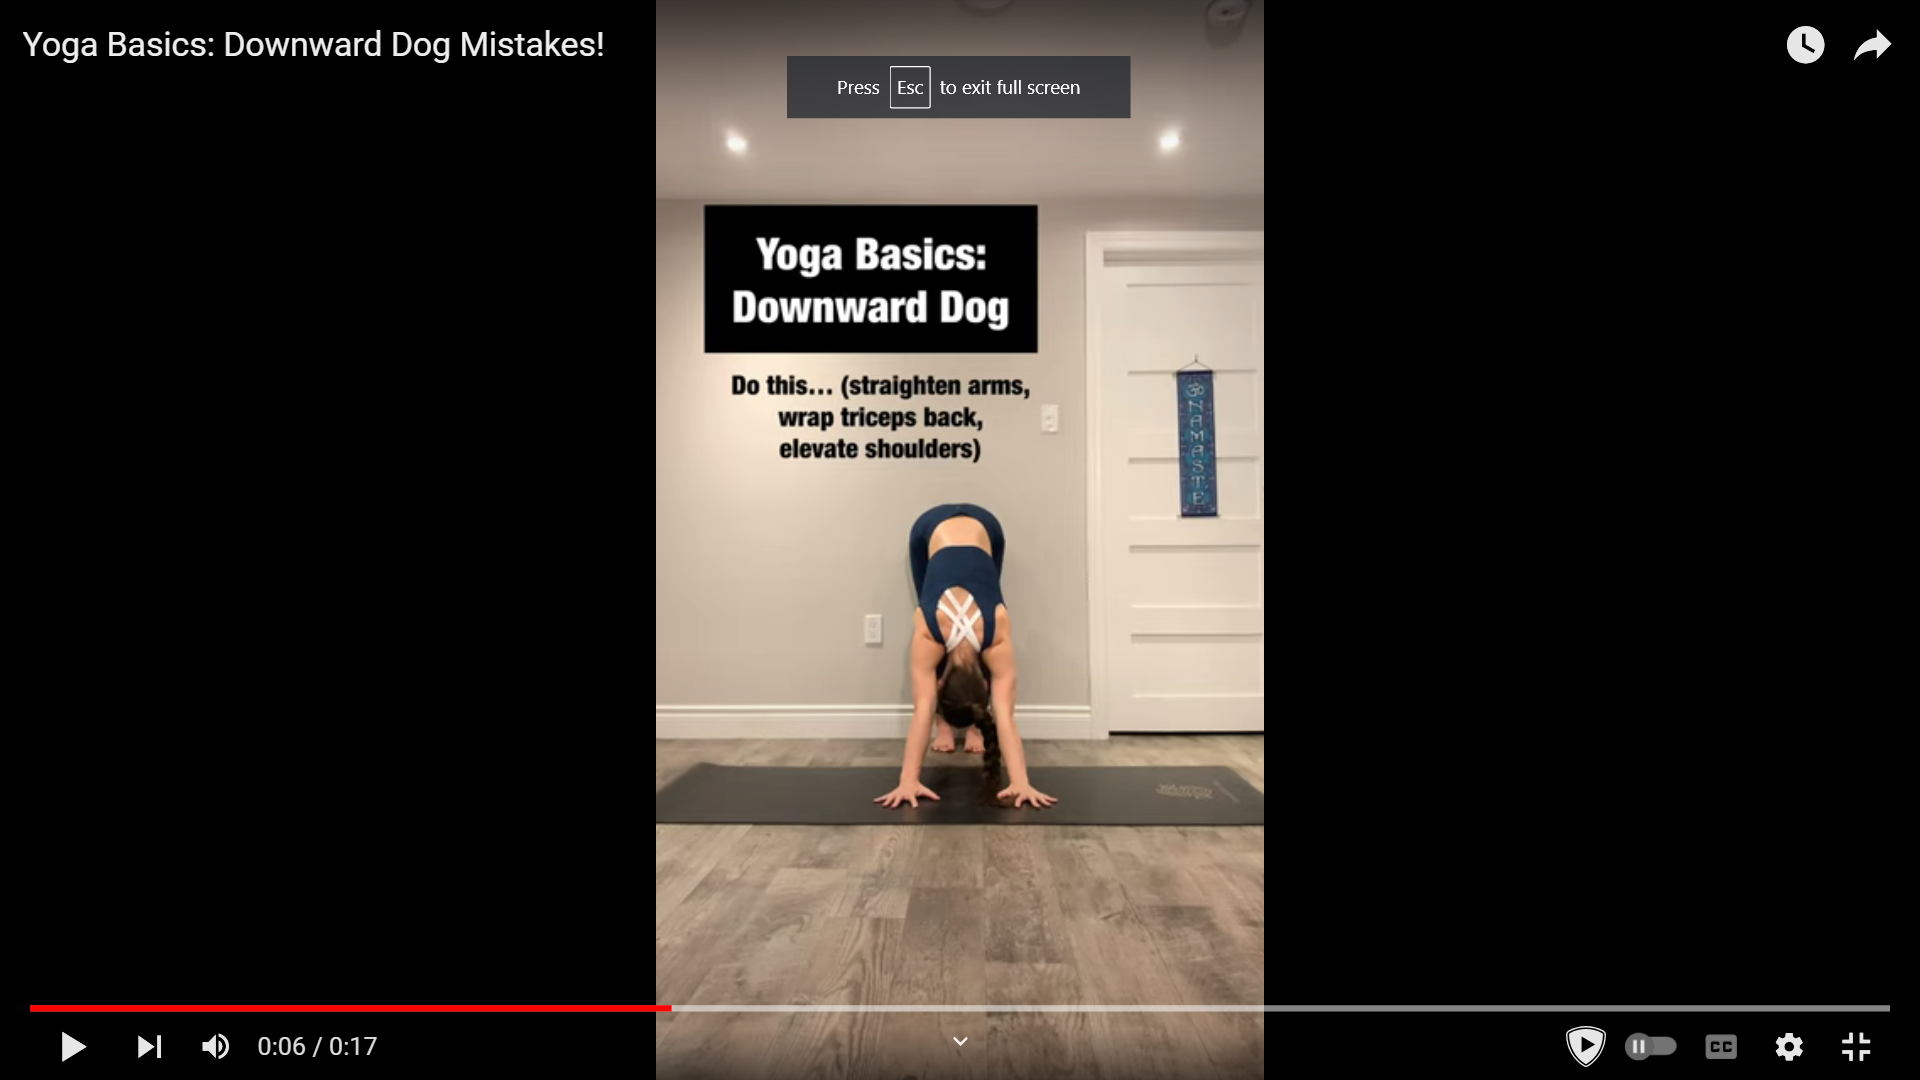 Yoga Basics: Downward Dog Mistakes!
Press Esc to exit full screen
Yoga Basics:
Downward Dog
Do this... (straighten arms,
wrap triceps back,
elevate shoulders)
ॐ NAMASTE
0:06 / 0:17
CC